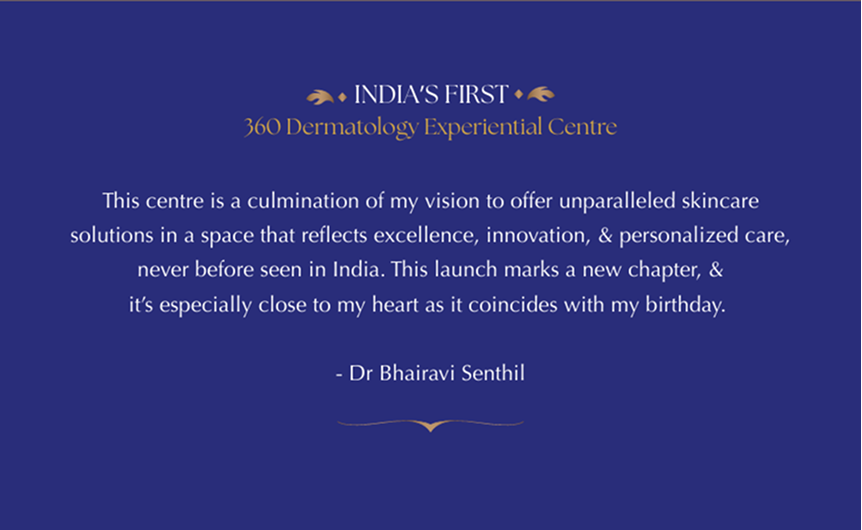 INDIA'S FIRST
360 Dermatology Experiential Centre
This centre is a culmination of my vision to offer unparalleled skincare
solutions in a space that reflects excellence, innovation, & personalized care,
never before seen in India. This launch marks a new chapter, &
it's especially close to my heart as it coincides with my birthday.
- Dr Bhairavi Senthil